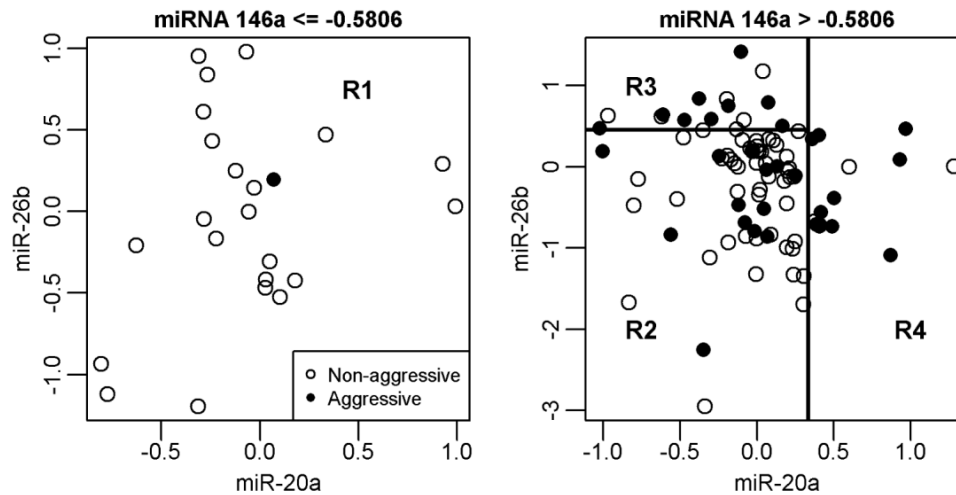 miRNA 146a <= -0.5806
1.0
0.5
0.0
-0.5
-1.0
miR-26b
R1
Non-aggressive
Aggressive
-0.5
0.0
0.5
1.0
miR-20a
miRNA 146a > -0.5806
1
0
-1
-2
-3
miR-26b
R3
R2
R4
-1.0
-0.5
0.0
0.5
1.0
miR-20a